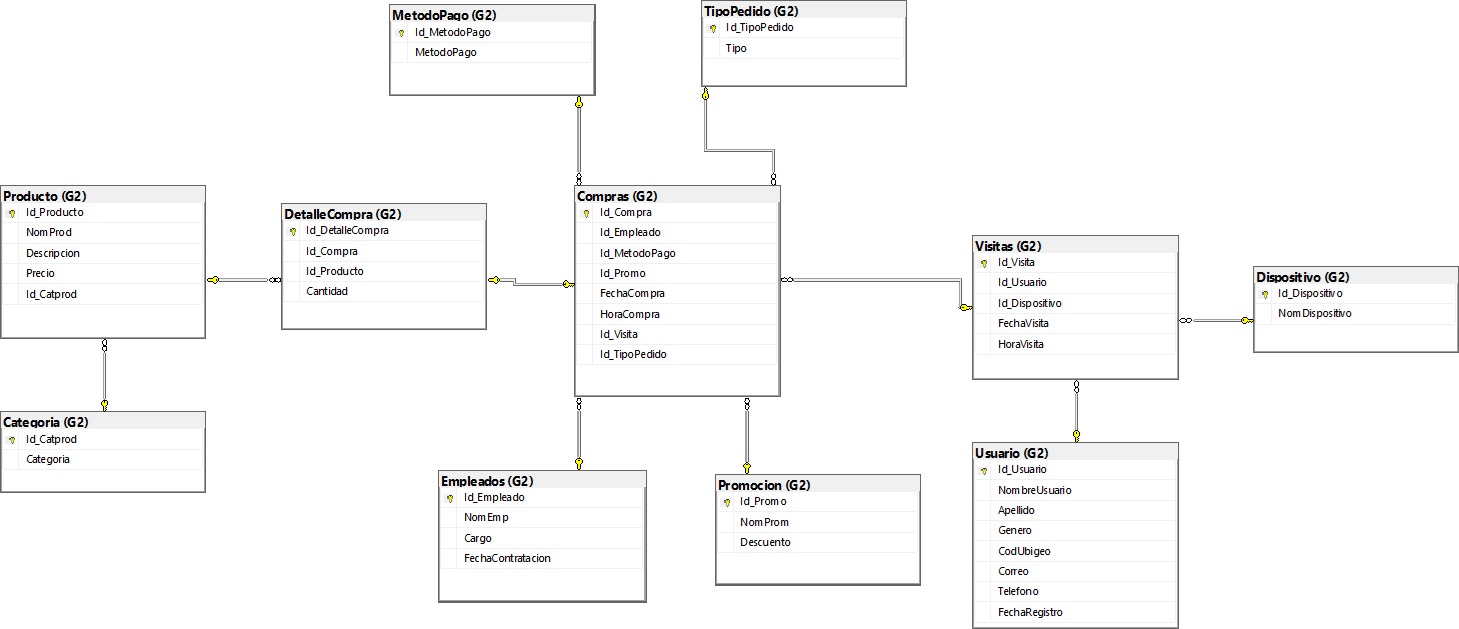 MetodoPago (G2)
Id_MetodoPago
MetodoPago
TipoPedido (G2)
Id_TipoPedido
Tipo
Producto (G2)
Id_Producto
NomProd
Descripcion
Precio
Id_Catprod
DetalleCompra (G2)
Id_DetalleCompra
Id_Compra
Id_Producto
Cantidad
Compras (G2)
Id_Compra
Id_Empleado
Id_MetodoPago
Id_Promo
FechaCompra
HoraCompra
Id_Visita
Id_TipoPedido
Visitas (G2)
Id_Visita
Id_Usuario
Id_Dispositivo
FechaVisita
HoraVisita
Dispositivo (G2)
Id_Dispositivo
NomDispositivo
Categoria (G2)
Id_Catprod
Categoria
Empleados (G2)
Id_Empleado
NomEmp
Cargo
FechaContratacion
Promocion (G2)
Id_Promo
NomProm
Descuento
Usuario (G2)
Id_Usuario
NombreUsuario
Apellido
Genero
CodUbigeo
Correo
Telefono
FechaRegistro